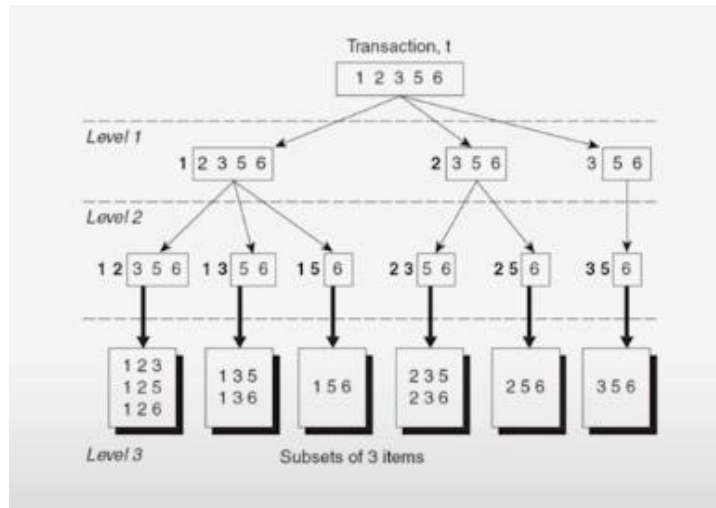 Transaction, t
1 2 3 5 6
Level 1
1 2 3 5 6
2 3 5 6
3 5 6
Level 2
1 2 3 5 6
1 3 5 6
1 5 6
2 3 5 6
2 5 6
3 5 6
1 2 3
1 2 5
1 2 6
1 3 5
1 3 6
1 5 6
2 3 5
2 3 6
2 5 6
3 5 6
Level 3
Subsets of 3 items